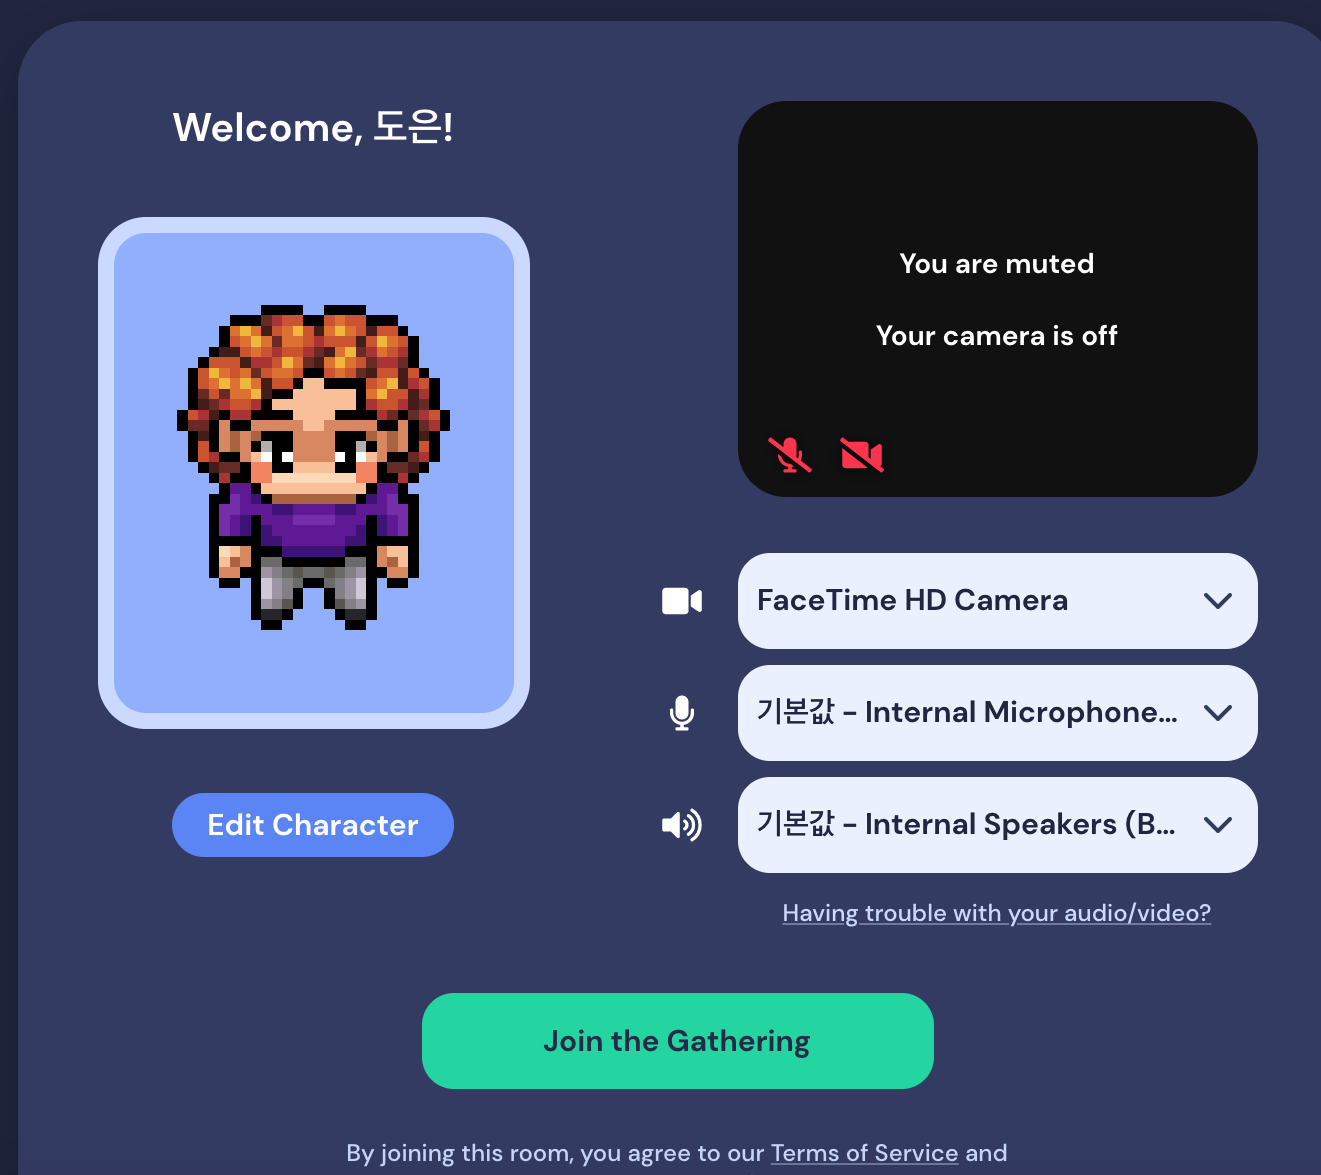 Welcome, 도은!
You are muted
Your camera is off
FaceTime HD Camera
기본값 - Internal Microphone...
기본값 - Internal Speakers (B...
Edit Character
Having trouble with your audio/video?
Join the Gathering
By joining this room, you agree to our Terms of Service and